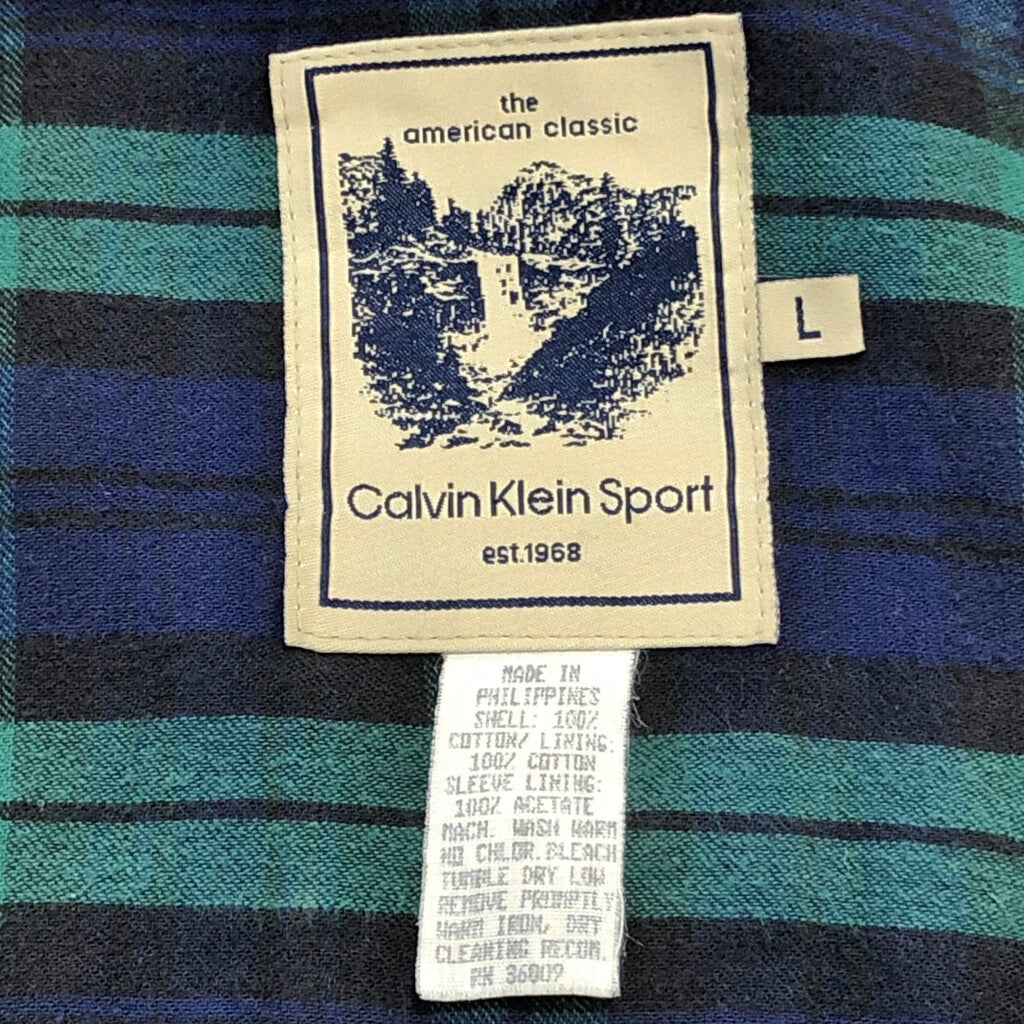 the
american classic
L
Calvin Klein Sport
est.1968
MADE IN
PHILIPPINES
SHELL: 100%
COTTON/ LINING:
100% COTTON
SLEEVE LINING:
100% ACETATE
MACH. WASH WARM
NO CHLOR.BLEACH
TUMBLE DRY LOW
REMOVE PROMPTLY
WARM IRON, DRY
CLEANING RECOM.
RN 36009